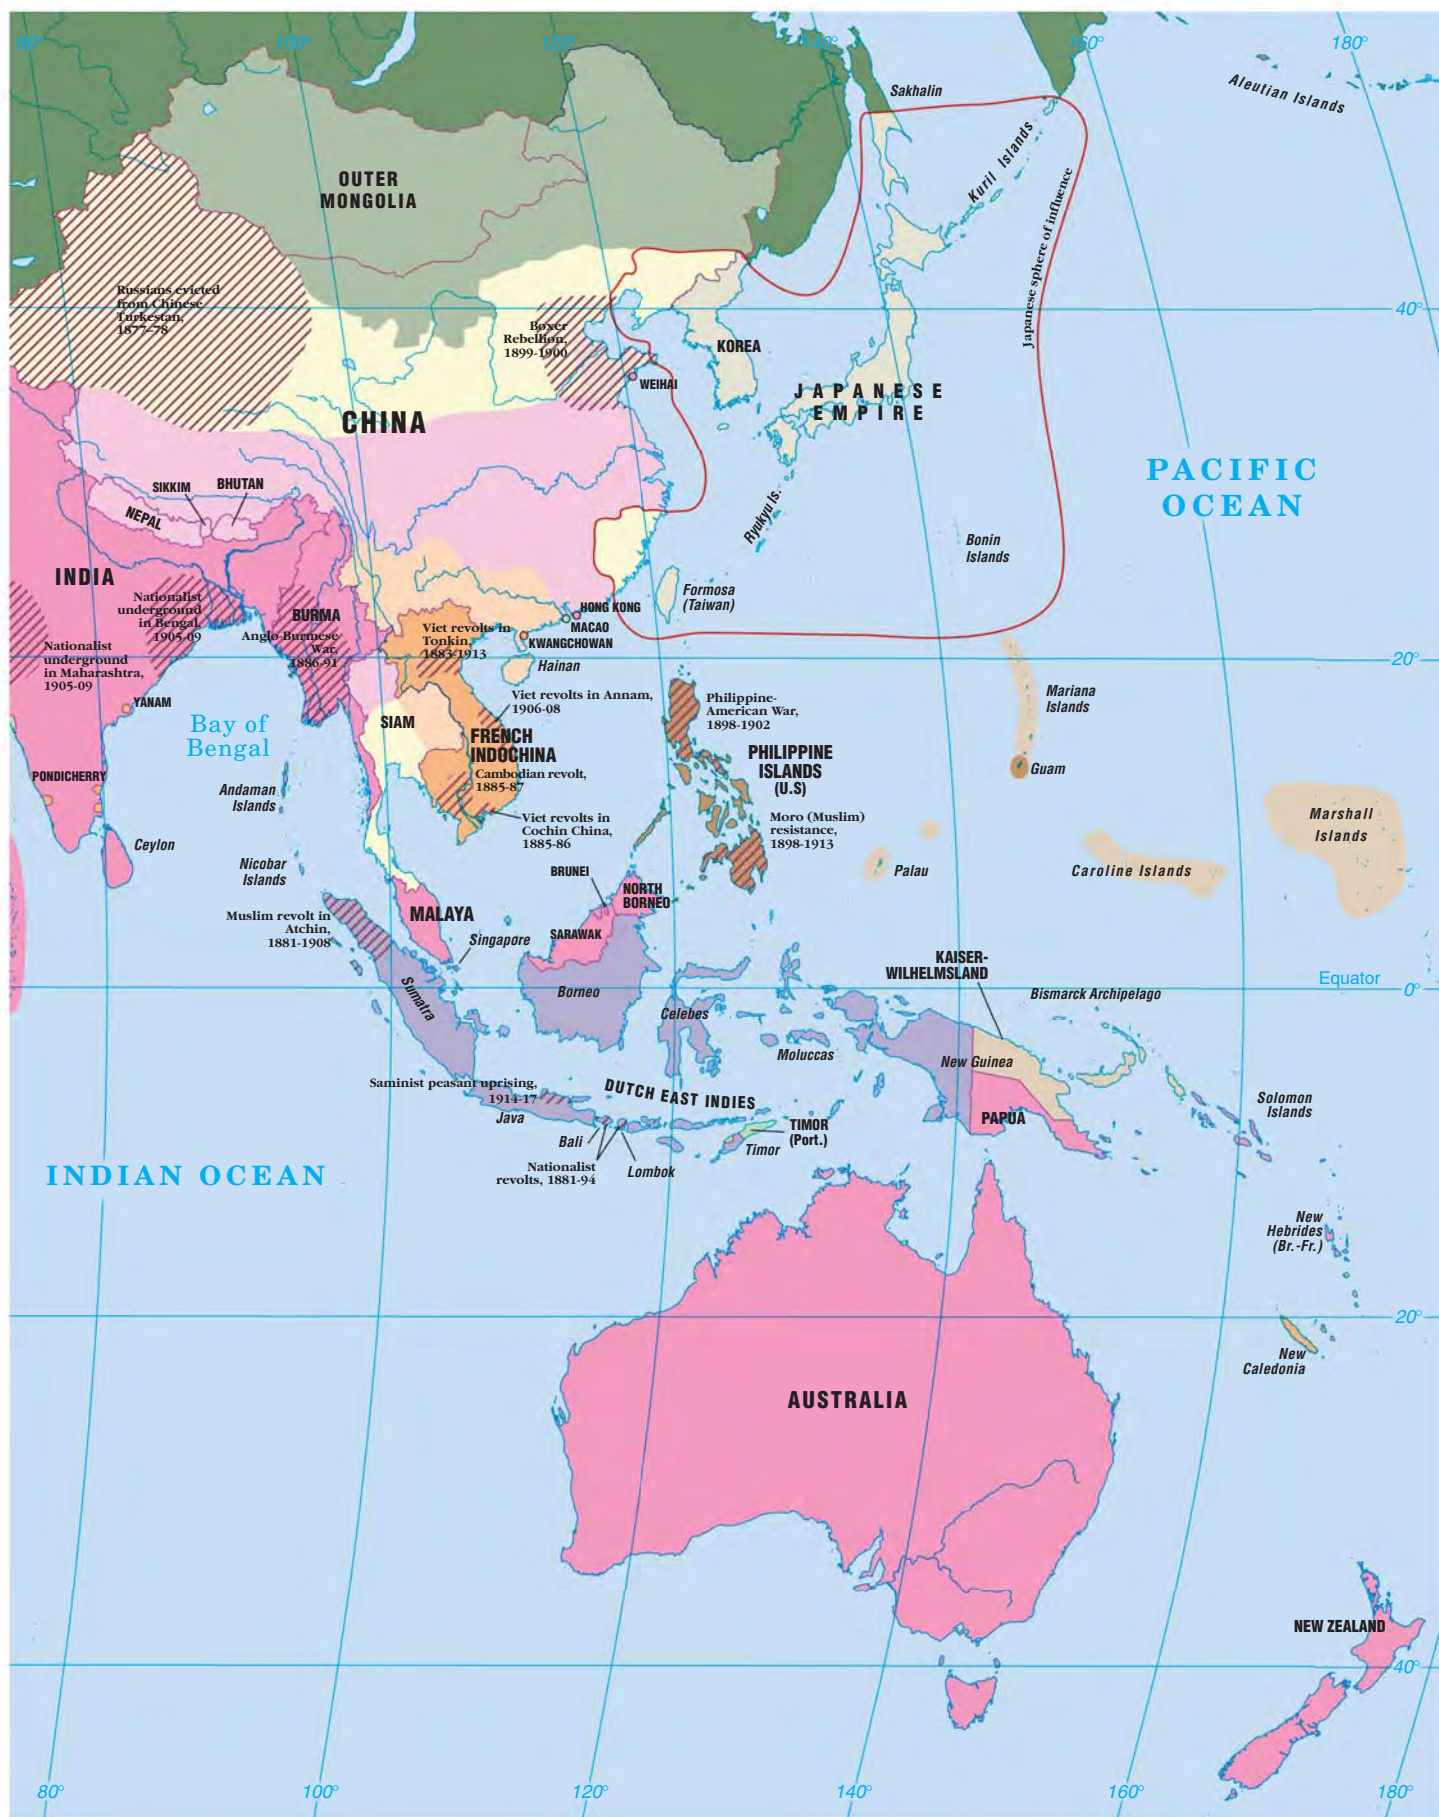 80°
100°
120°
140°
160°
180°
Aleutian Islands
Sakhalin
Kuril Islands
Japanese sphere of influence
OUTER
MONGOLIA
Russians evicted
from Chinese
Turkestan,
1877–78
40°
Boxer
Rebellion,
1899-1900
KOREA
WEIHAI
JAPANESE
EMPIRE
CHINA
PACIFIC
OCEAN
SIKKIM
BHUTAN
NEPAL
Ryukyu Is.
Bonin
Islands
INDIA
Nationalist
underground
in Bengal,
1905-09
BURMA
Anglo-Burmese
War,
1886-91
Viet revolts in
Tonkin,
1883-1913
HONG KONG
MACAO
KWANGCHOWAN
Hainan
Formosa
(Taiwan)
Nationalist
underground
in Maharashtra,
1905-09
20°
YANAM
Bay of
Bengal
SIAM
Viet revolts in Annam,
1906-08
FRENCH
INDOCHINA
Cambodian revolt,
1885-87
Viet revolts in
Cochin China,
1885-86
Philippine-
American War,
1898-1902
PHILIPPINE
ISLANDS
(U.S)
Moro (Muslim)
resistance,
1898-1913
Mariana
Islands
Guam
PONDICHERRY
Andaman
Islands
Ceylon
Nicobar
Islands
Marshall
Islands
Palau
Caroline Islands
BRUNEI
NORTH
BORNEO
SARAWAK
MALAYA
Singapore
Muslim revolt in
Atchin,
1881-1908
Sumatra
Borneo
Celebes
Moluccas
KAISER-
WILHELMSLAND
Bismarck Archipelago
Equator
0°
New Guinea
PAPUA
Solomon
Islands
Saminist peasant uprising,
1914-17
Java
DUTCH EAST INDIES
Bali
Lombok
Nationalist
revolts, 1881-94
TIMOR
(Port.)
Timor
INDIAN OCEAN
New
Hebrides
(Br.-Fr.)
20°
New
Caledonia
AUSTRALIA
NEW ZEALAND
40°
80°
100°
120°
140°
160°
180°